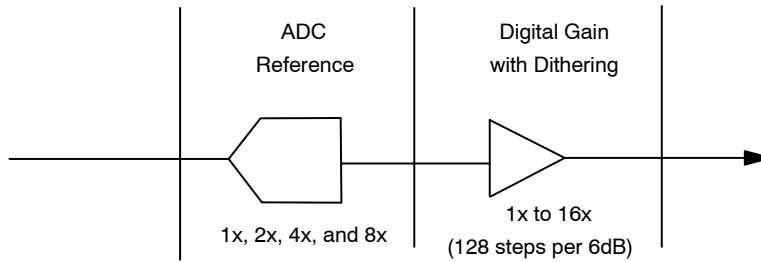 ADC
Reference
1x, 2x, 4x, and 8x
Digital Gain
with Dithering
1x to 16x
(128 steps per 6dB)